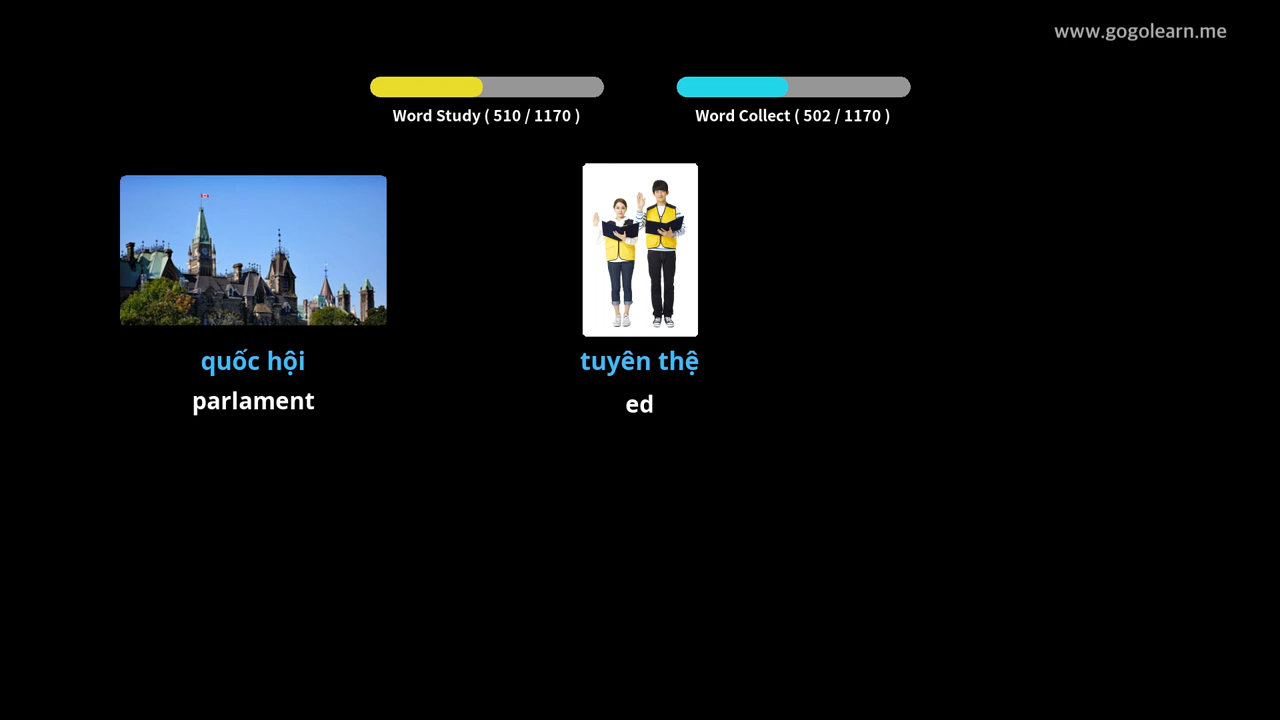 www.gogolearn.me
Word Study ( 510 / 1170 )
Word Collect ( 502 / 1170 )
quốc hội
parlament
tuyên thệ
ed